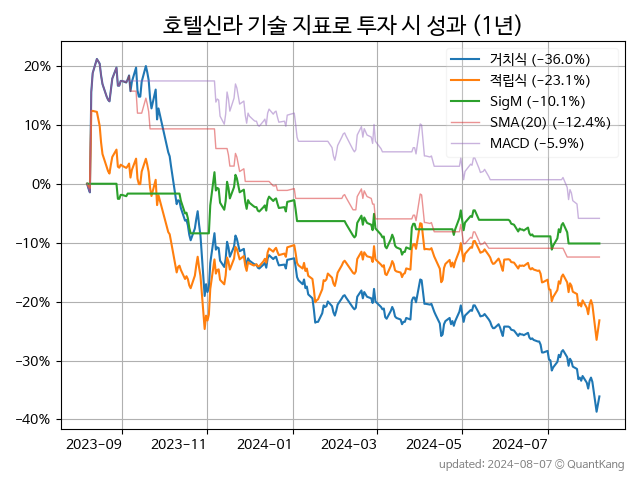 호텔신라 기술 지표로 투자 시 성과 (1년)
거치식 (−36.0%)
적립식 (−23.1%)
SigM (−10.1%)
SMA(20) (−12.4%)
MACD (−5.9%)
20%
10%
0%
−10%
−20%
−30%
−40%
2023-09 2023-11 2024-01 2024-03 2024-05 2024-07
updated: 2024-08-07 © QuantKang